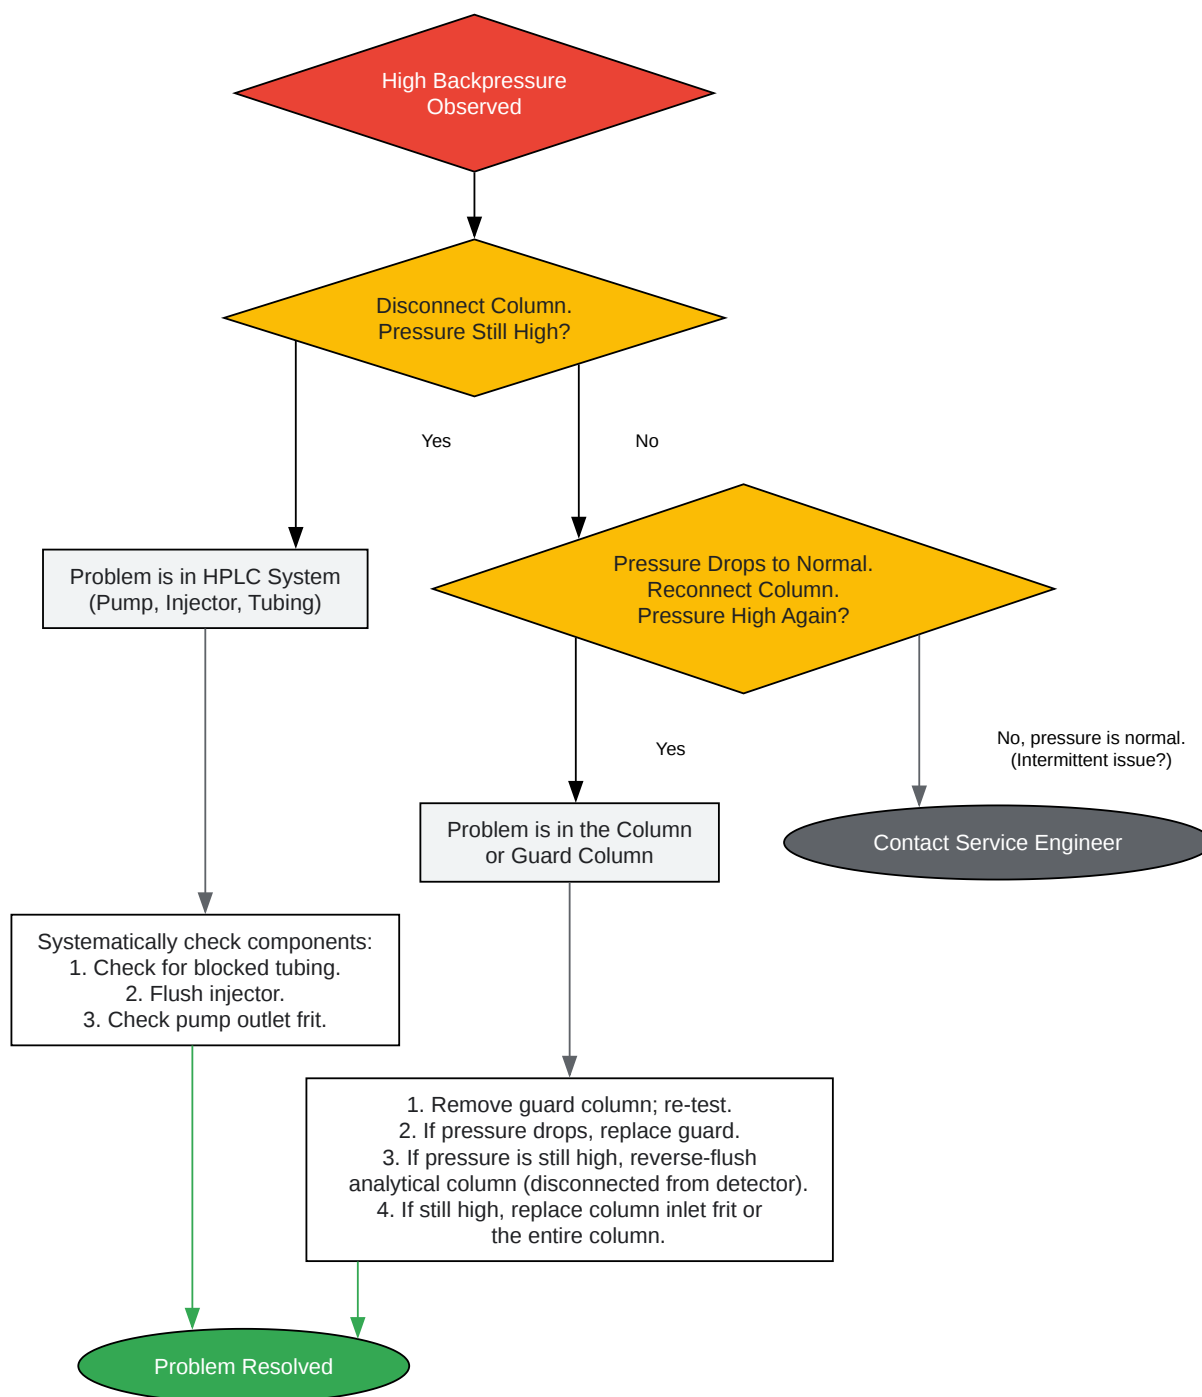 High Backpressure
Observed
Disconnect Column.
Pressure Still High?
Yes
No
Problem is in HPLC System
(Pump, Injector, Tubing)
Pressure Drops to Normal.
Reconnect Column.
Pressure High Again?
Yes
No, pressure is normal.
(Intermittent issue?)
Problem is in the Column
or Guard Column
Contact Service Engineer
Systematically check components:
1. Check for blocked tubing.
2. Flush injector.
3. Check pump outlet frit.
1. Remove guard column; re-test.
2. If pressure drops, replace guard.
3. If pressure is still high, reverse-flush
analytical column (disconnected from detector).
4. If still high, replace column inlet frit or
the entire column.
Problem Resolved